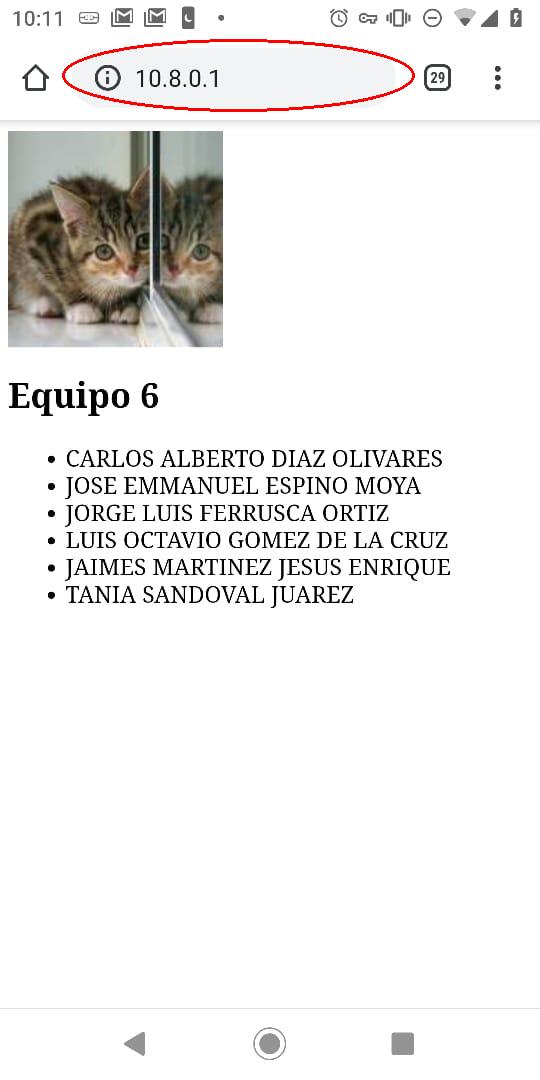 10:11
10.8.0.1
29
Equipo 6
CARLOS ALBERTO DIAZ OLIVARES
JOSE EMMANUEL ESPINO MOYA
JORGE LUIS FERRUSCA ORTIZ
LUIS OCTAVIO GOMEZ DE LA CRUZ
JAIMES MARTINEZ JESUS ENRIQUE
TANIA SANDOVAL JUAREZ